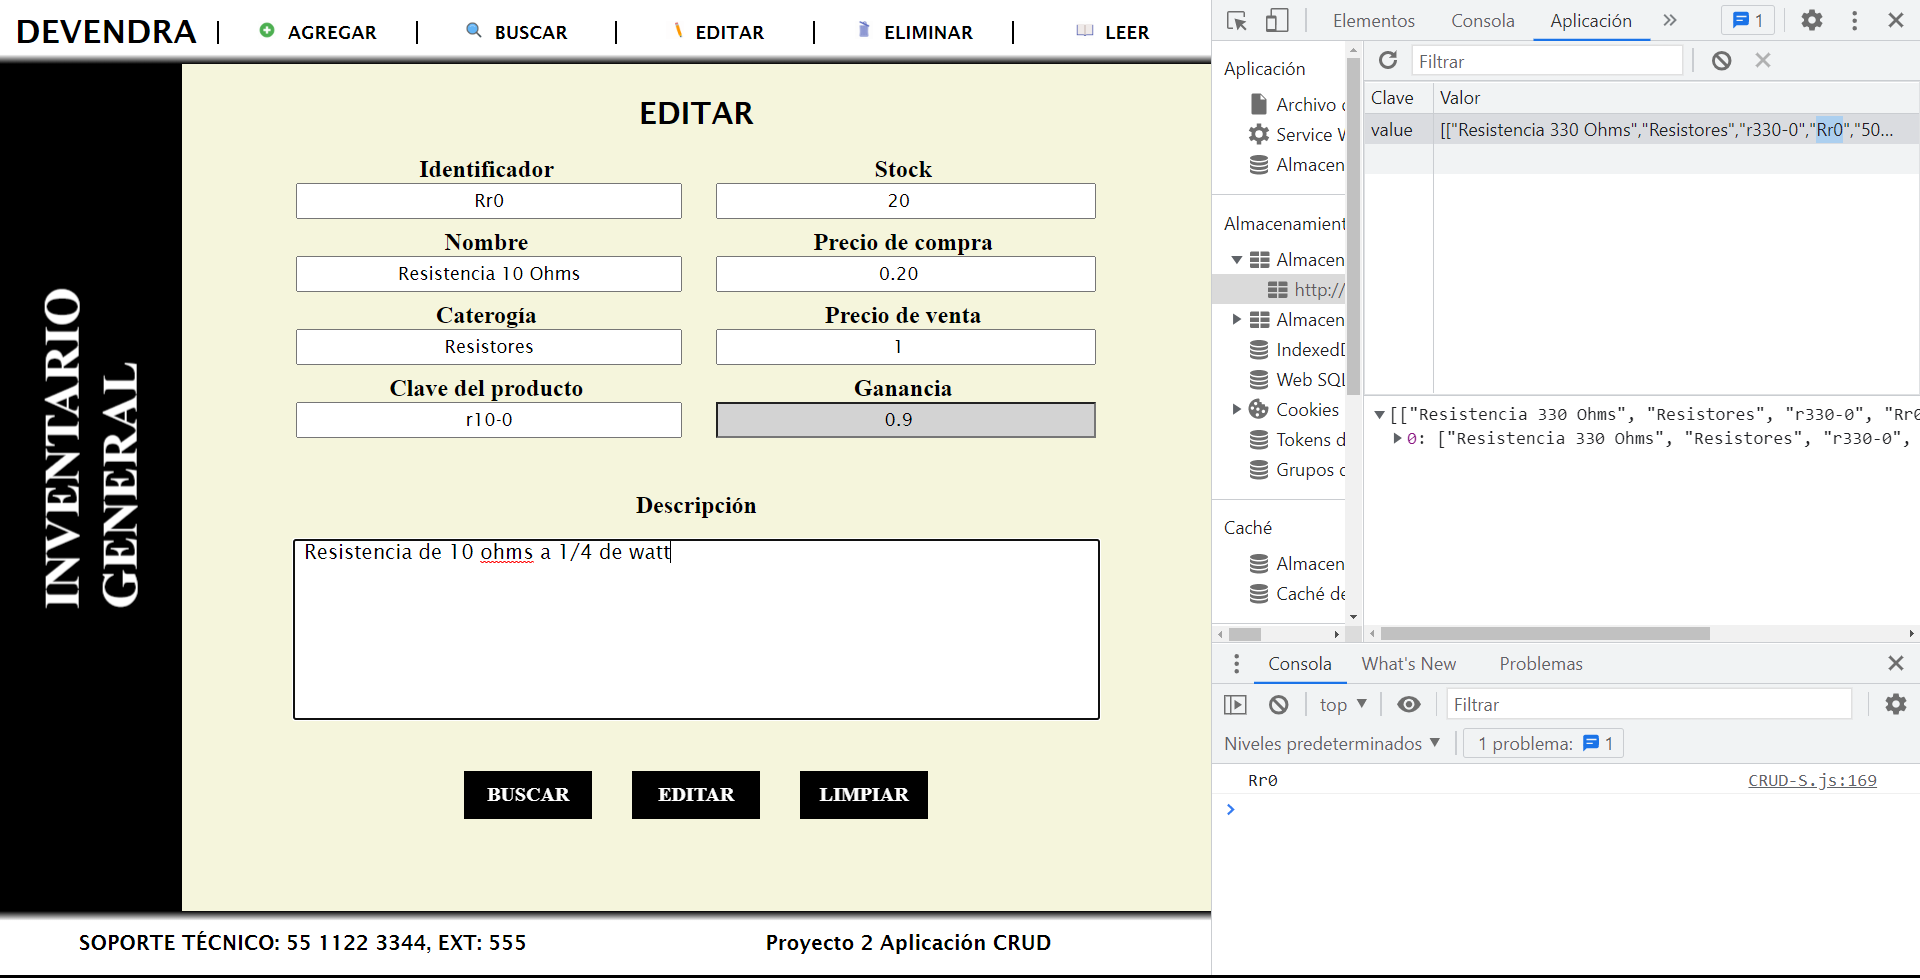 DEVENDRA
AGREGAR
BUSCAR
EDITAR
ELIMINAR
LEER
INVENTARIO
GENERAL
EDITAR
Identificador
Rr0
Stock
20
Nombre
Resistencia 10 Ohms
Precio de compra
0.20
Caterogía
Resistores
Precio de venta
1
Clave del producto
r10-0
Ganancia
0.9
Descripción
Resistencia de 10 ohms a 1/4 de watt
BUSCAR
EDITAR
LIMPIAR
SOPORTE TÉCNICO: 55 1122 3344, EXT: 555
Proyecto 2 Aplicación CRUD
Elementos
Consola
Aplicación
1
Aplicación
Archivo
Service W
Almacen
Almacenamient
Almacen
http://
Almacen
IndexedD
Web SQL
Cookies
Tokens d
Grupos
Caché
Almacen
Caché de
Filtrar
Clave
Valor
value
[["Resistencia 330 Ohms","Resistores","r330-0","Rr0","50...
[["Resistencia 330 Ohms", "Resistores", "r330-0", "Rr0
0: ["Resistencia 330 Ohms", "Resistores", "r330-0",
Consola
What's New
Problemas
top
Filtrar
Niveles predeterminados
1 problema:
1
Rr0
CRUD-S.js:169